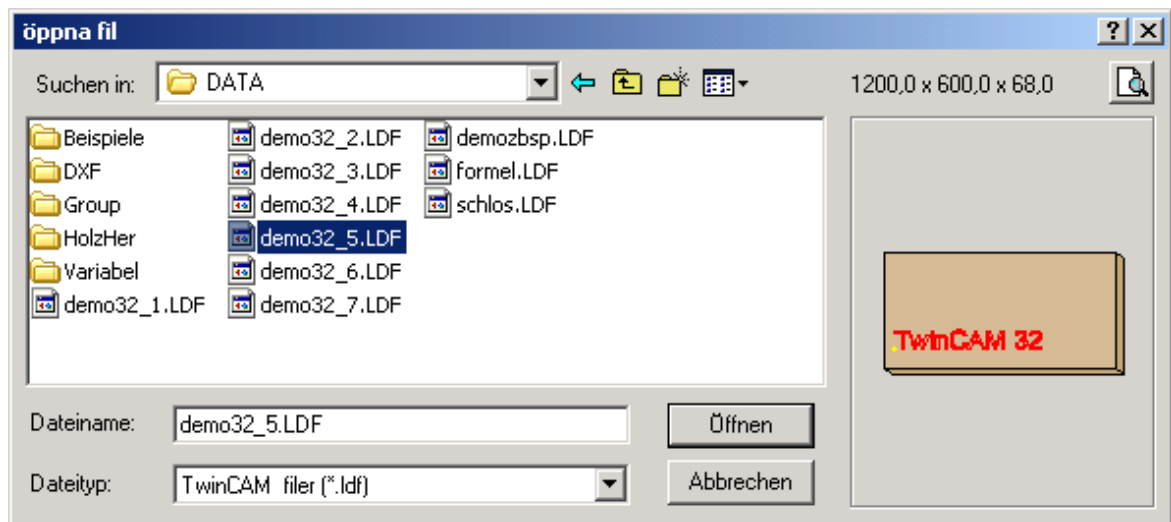 öppna fil
Suchen in: DATA 1200,0 x 600,0 x 68,0
Beispiele demo32_2.LDF demozbsp.LDF
DXF demo32_3.LDF formel.LDF
Group demo32_4.LDF schlos.LDF
HolzHer demo32_5.LDF
Variabel demo32_6.LDF
demo32_1.LDF demo32_7.LDF
TwinCAM 32
Dateiname: demo32_5.LDF Öffnen
Dateityp: TwinCAM filer (*.ldf) Abbrechen